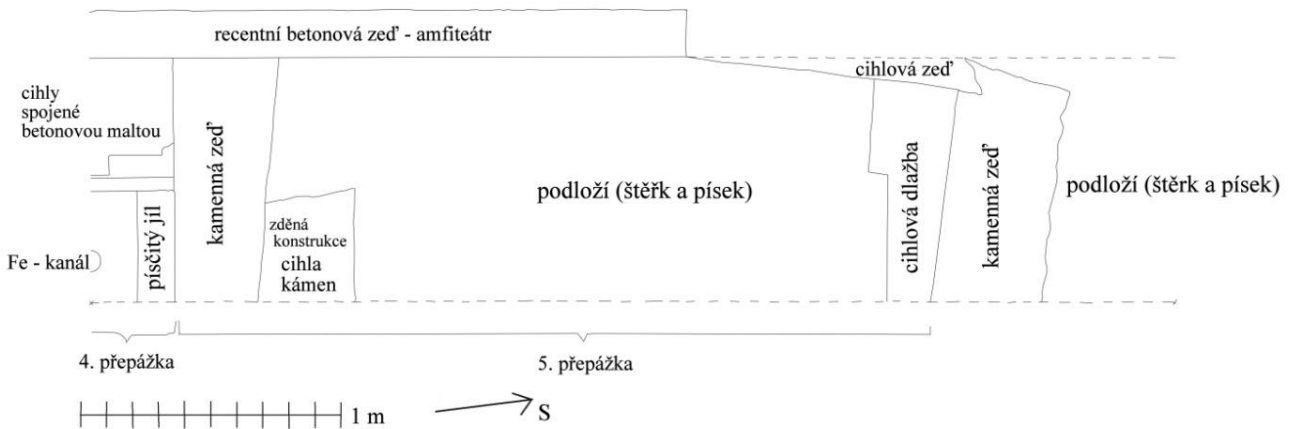 recentní betonová zeď - amfiteátr
cihlová zeď
cihly
spojené
betonovou maltou
kamenná zeď
podloží (štěrk a písek)
cihlová dlažba
kamenná zeď
podloží (štěrk a písek)
písčitý jíl
zděná
konstrukce
cihla
kámen
Fe - kanál
4. přepážka
5. přepážka
1 m
S